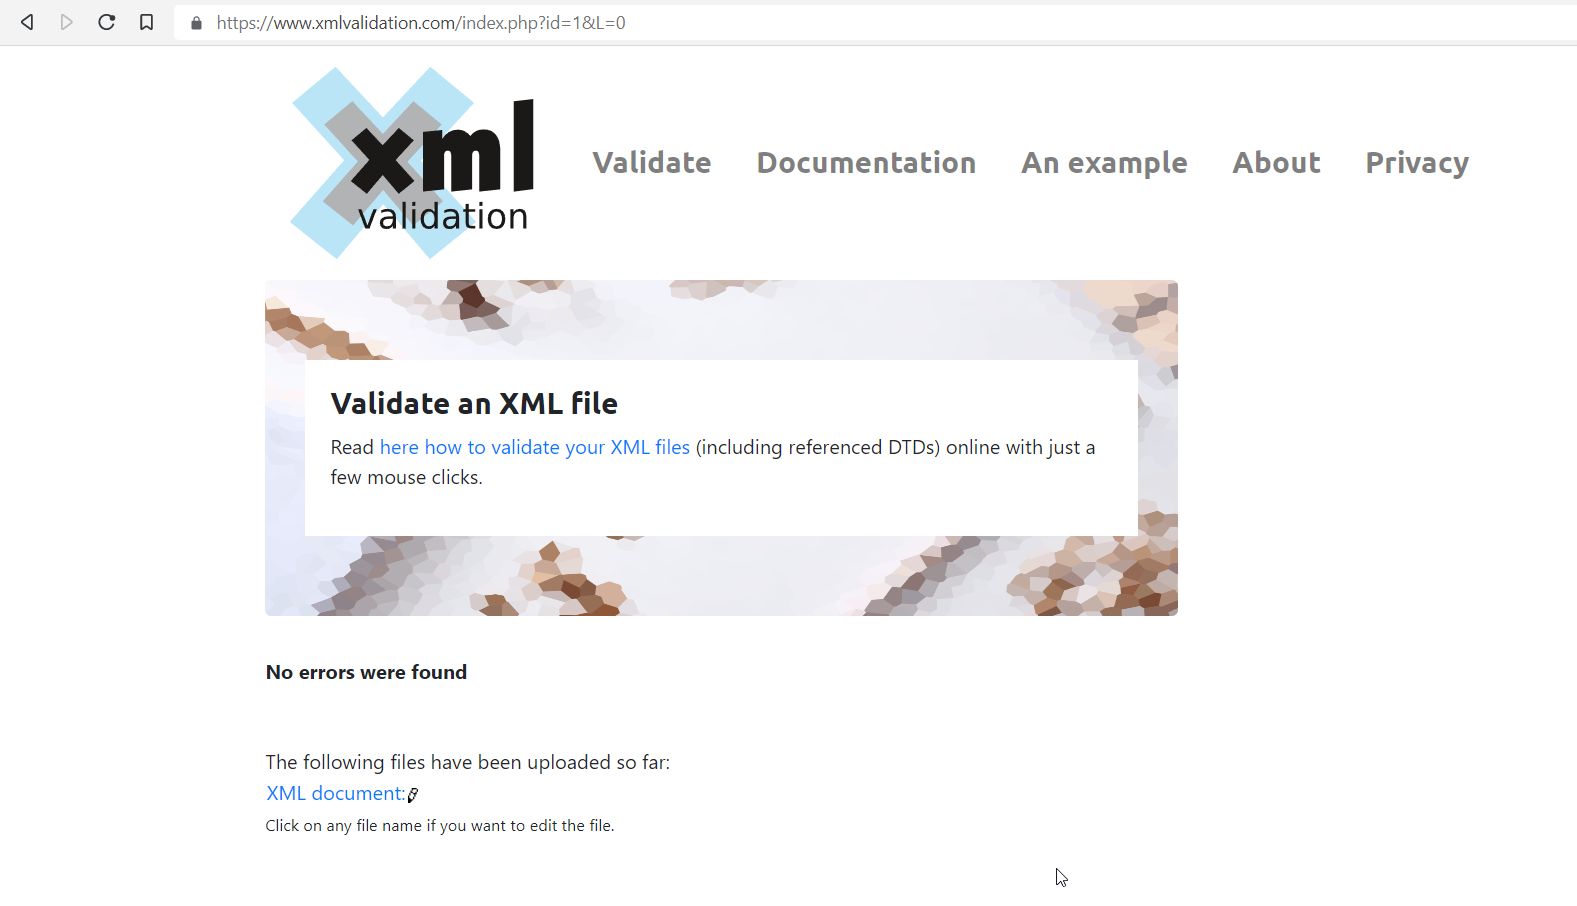 https://www.xmlvalidation.com/index.php?id=1&L=0
xml
validation
Validate
Documentation
An example
About
Privacy
Validate an XML file
Read here how to validate your XML files (including referenced DTDs) online with just a
few mouse clicks.
No errors were found
The following files have been uploaded so far:
XML document:
Click on any file name if you want to edit the file.